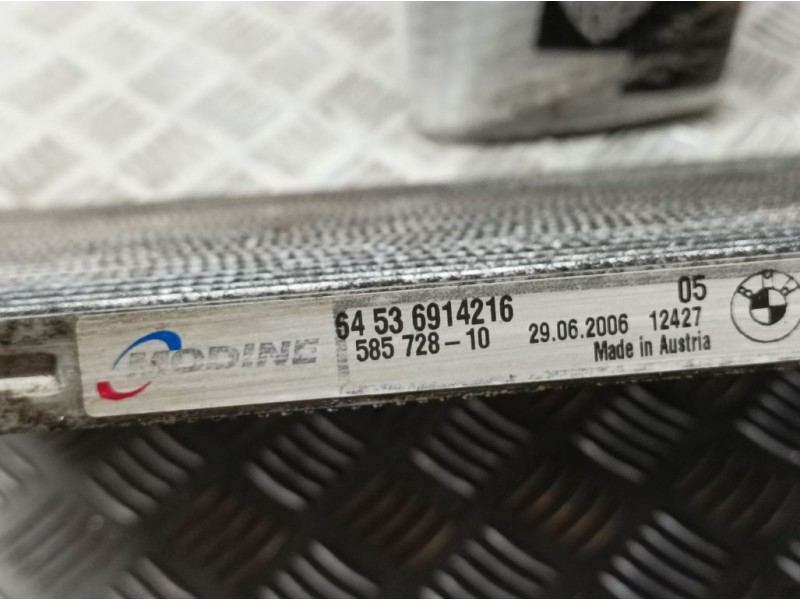 MODINE
64 53 6914216 05
585 728-10 29.06.2006 12427
Made in Austria